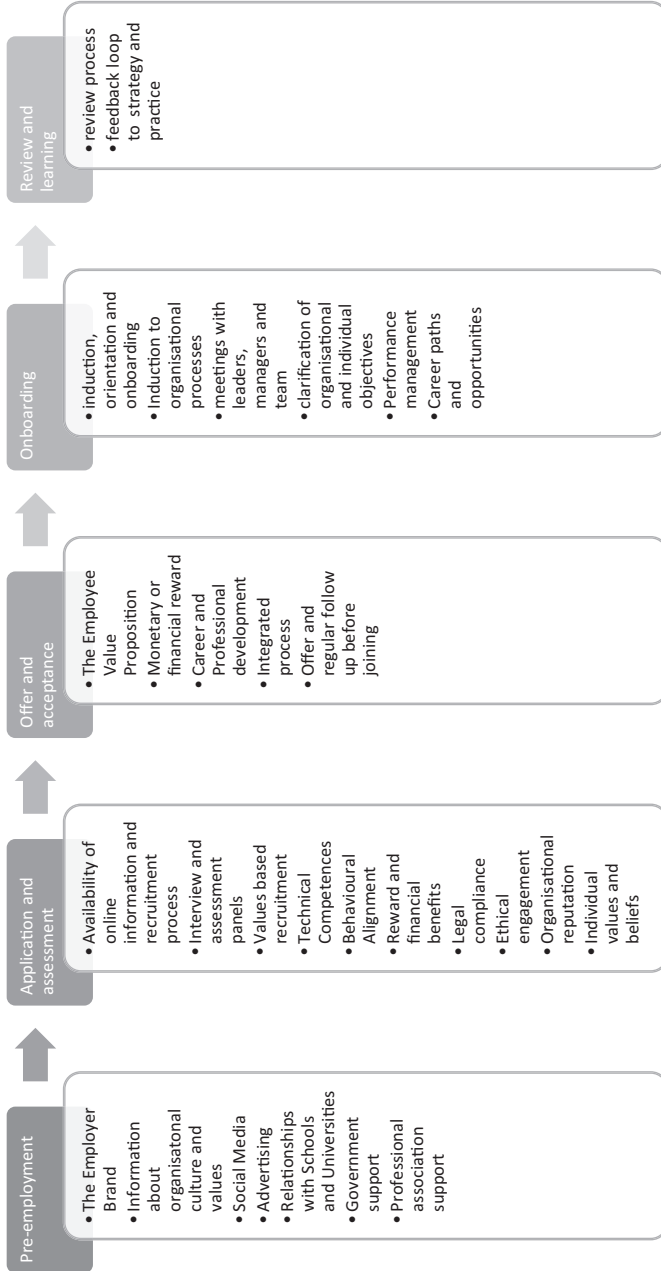 Pre-employment
• The Employer
Brand
• Information
about
organisatonal
culture and
values
• Social Media
• Advertising
• Relationships
with Schools
and Universities
• Government
support
• Professional
association
support
Application and
assessment
• Availability of
online
information and
recruitment
process
• Interview and
assessment
panels
• Values based
recruitment
• Technical
Competences
• Behavioural
Alignment
• Reward and
financial
benefits
• Legal
compliance
• Ethical
engagement
• Organisational
reputation
• Individual
values and
beliefs
Offer and
acceptance
• The Employee
Value
Proposition
• Monetary or
financial reward
• Career and
Professional
development
• Integrated
process
• Offer and
regular follow
up before
joining
Onboarding
• induction,
orientation and
onboarding
• Induction to
organisational
processes
• meetings with
leaders,
managers and
team
• clarification of
organisational
and individual
objectives
• Performance
management
• Career paths
and
opportunities
Review and
learning
• review process
• feedback loop
to strategy and
practice